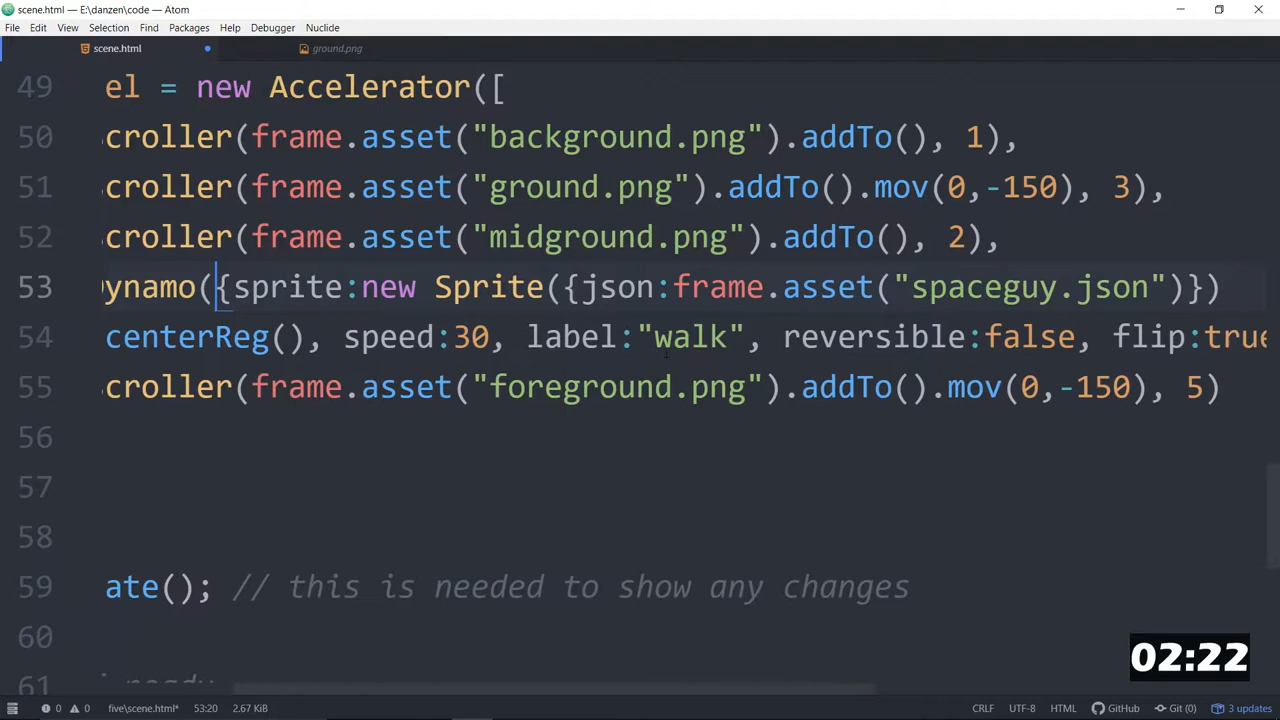 scene.html — E:\danzen\code — Atom
File Edit View Selection Find Packages Help Debugger Nuclide
scene.html ground.png
49 el = new Accelerator([
50 croller(frame.asset("background.png").addTo(), 1),
51 croller(frame.asset("ground.png").addTo().mov(0,-150), 3),
52 croller(frame.asset("midground.png").addTo(), 2),
53 ynamo({sprite:new Sprite({json:frame.asset("spaceguy.json")})
54 centerReg(), speed:30, label:"walk", reversible:false, flip:true
55 croller(frame.asset("foreground.png").addTo().mov(0,-150), 5)
56
57
58
59 ate(); // this is needed to show any changes
60
61 ready
02:22
0 0 five\scene.html* 53:20 2.67 KiB CRLF UTF-8 HTML GitHub Git (0) 3 updates